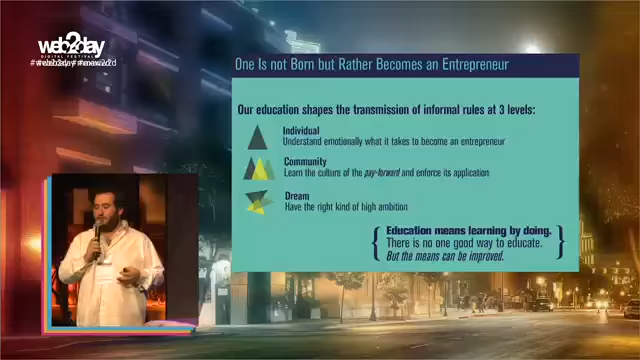 web2day
DIGITAL FESTIVAL
One Is not Born but Rather Becomes an Entrepreneur
Our education shapes the transmission of informal rules at 3 levels:
Individual
Understand emotionally what it takes to become an entrepreneur
Community
Learn the culture of the pay-forward and enforce its application
Dream
Have the right kind of high ambition
Education means learning by doing.
There is no one good way to educate.
But the means can be improved.